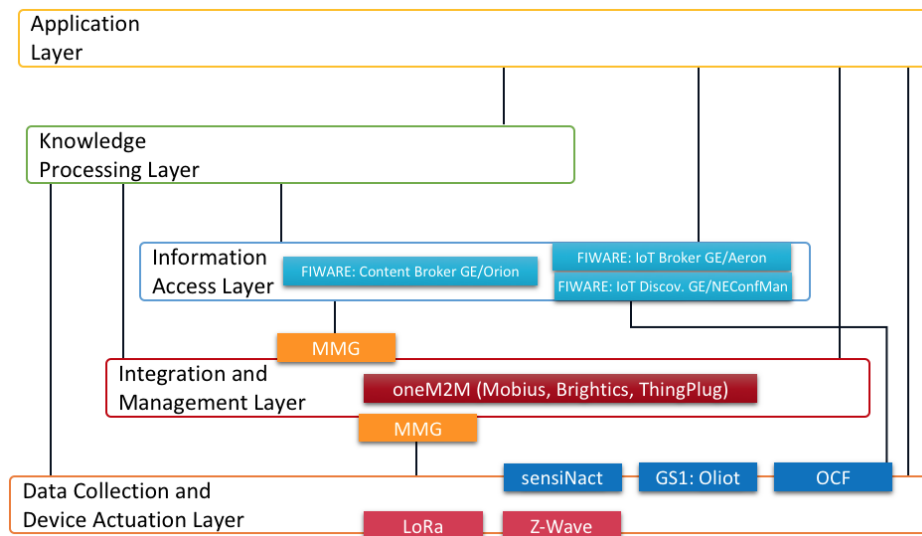 Application
Layer
Knowledge
Processing Layer
Information
Access Layer
FIWARE: Content Broker GE/Orion
FIWARE: IoT Broker GE/Aeron
FIWARE: IoT Discov. GE/NEConfMan
MMG
Integration and
Management Layer
oneM2M (Mobius, Brightics, ThingPlug)
MMG
Data Collection and
Device Actuation Layer
sensiNact
GS1: Oliot
OCF
LoRa
Z-Wave